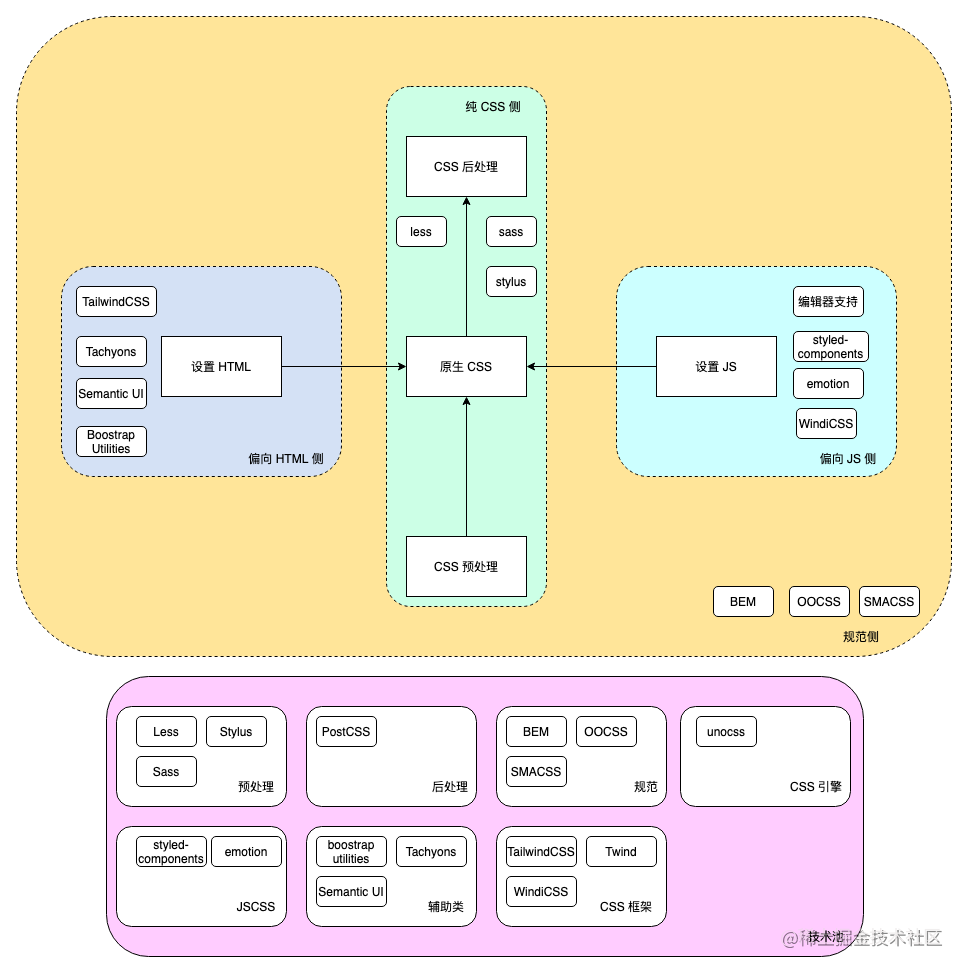 纯 CSS 侧
CSS 后处理
less
sass
stylus
TailwindCSS
Tachyons
Semantic UI
Boostrap
Utilities
设置 HTML
偏向 HTML 侧
原生 CSS
设置 JS
编辑器支持
styled-
components
emotion
WindiCSS
偏向 JS 侧
CSS 预处理
BEM
OOCSS
SMACSS
规范侧
Less
Stylus
Sass
预处理
PostCSS
后处理
BEM
OOCSS
SMACSS
规范
unocss
CSS 引擎
styled-
components
emotion
JSCSS
boostrap
utilities
Tachyons
Semantic UI
辅助类
TailwindCSS
Twind
WindiCSS
CSS 框架
技术池
@稀土掘金技术社区